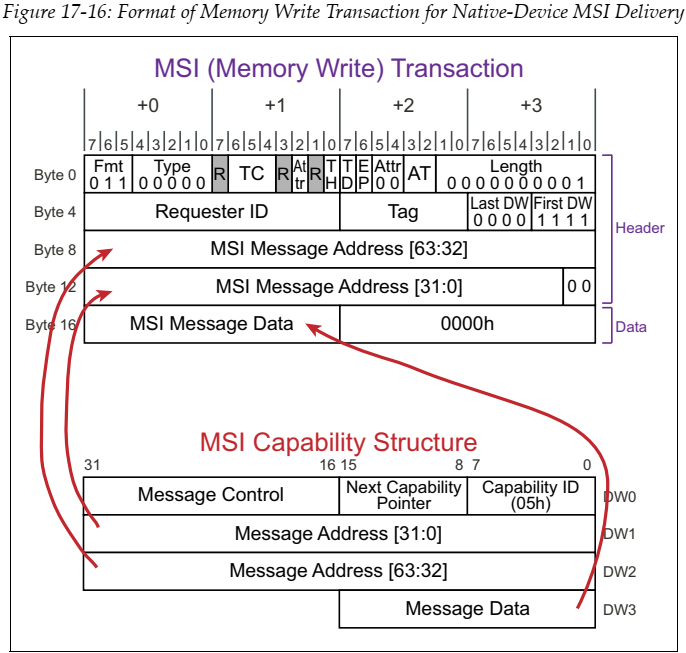 Figure 17-16: Format of Memory Write Transaction for Native-Device MSI Delivery
MSI (Memory Write) Transaction
+0 +1 +2 +3
7 6 5 4 3 2 1 0 7 6 5 4 3 2 1 0 7 6 5 4 3 2 1 0 7 6 5 4 3 2 1 0
Byte 0 Fmt 0 1 1 Type 0 0 0 0 0 R TC R At tr R T H T D E P Attr 0 0 AT Length 0 0 0 0 0 0 0 0 0 1
Byte 4 Requester ID Tag Last DW 0 0 0 0 First DW 1 1 1 1
Header
Byte 8 MSI Message Address [63:32]
Byte 12 MSI Message Address [31:0] 0 0
Byte 16 MSI Message Data 0000h Data
MSI Capability Structure
31 16 15 8 7 0
Message Control Next Capability Pointer Capability ID (05h) DW0
Message Address [31:0] DW1
Message Address [63:32] DW2
Message Data DW3